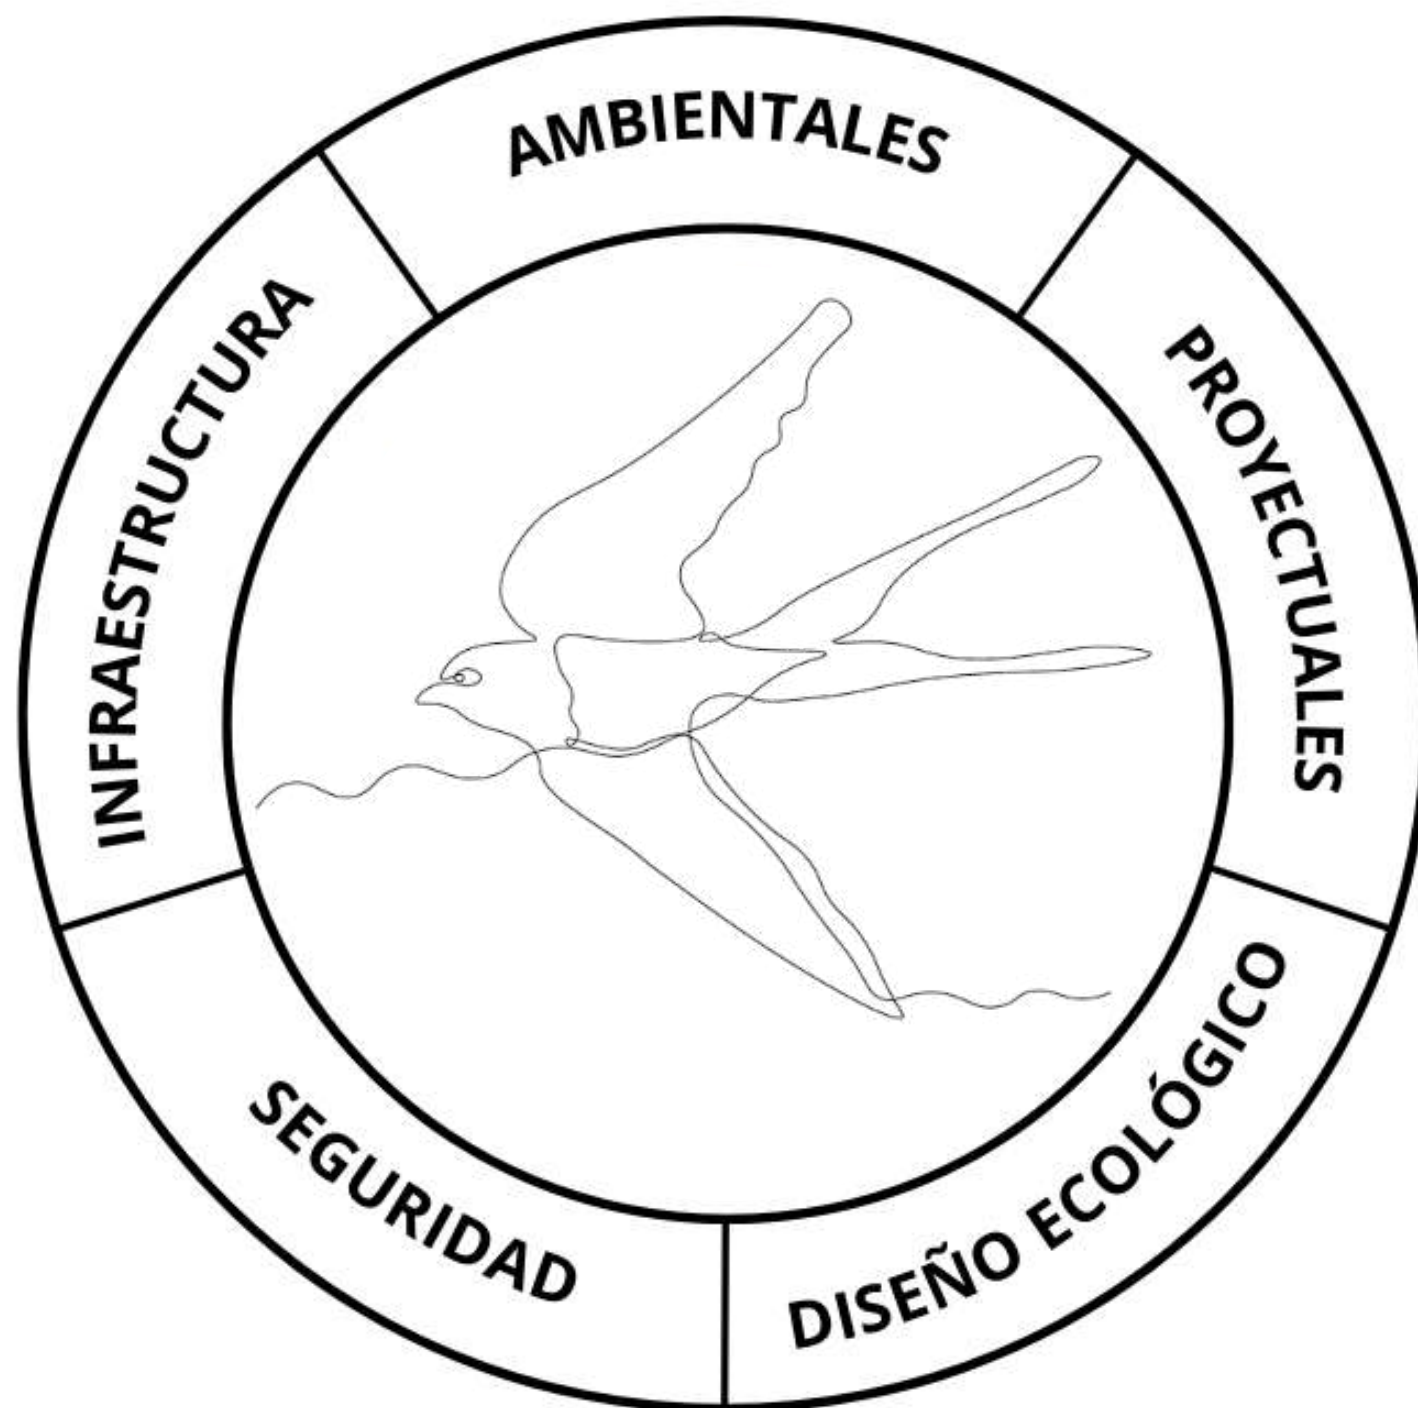 AMBIENTALES
PROYECTUALES
DISEÑO ECOLÓGICO
SEGURIDAD
INFRAESTRUCTURA